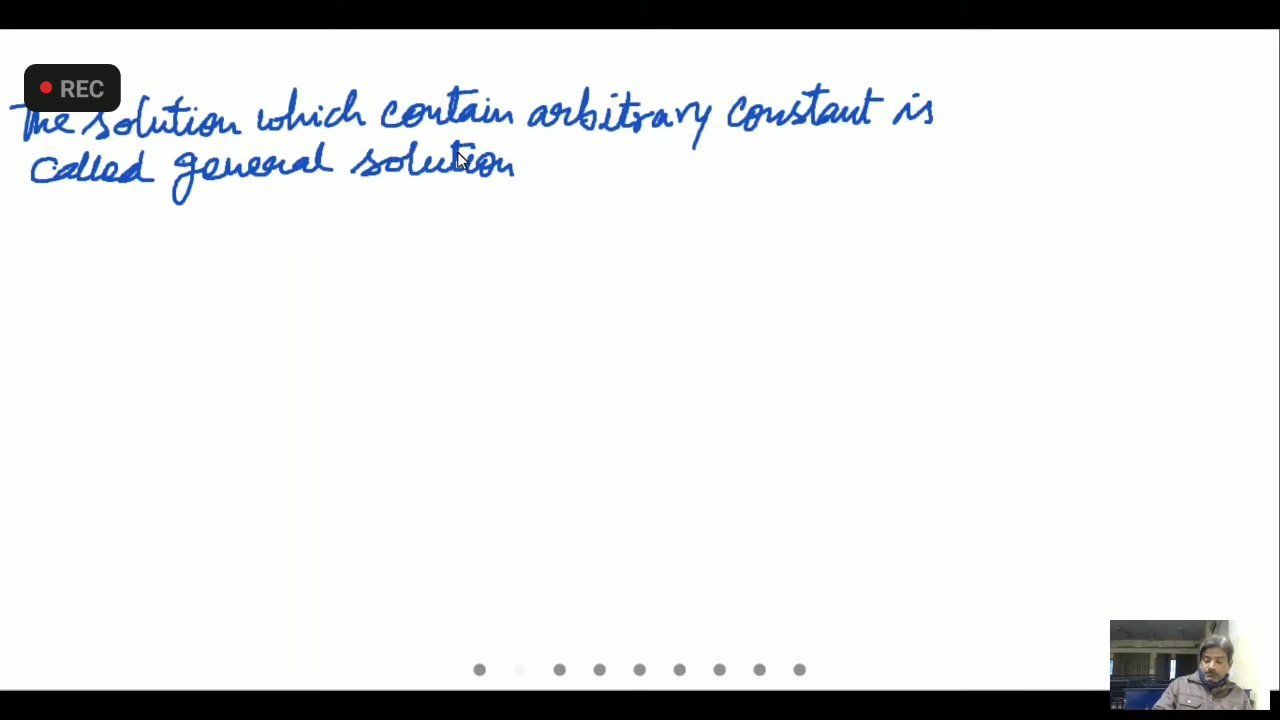 REC
The solution which contain arbitrary constant is
called general solution